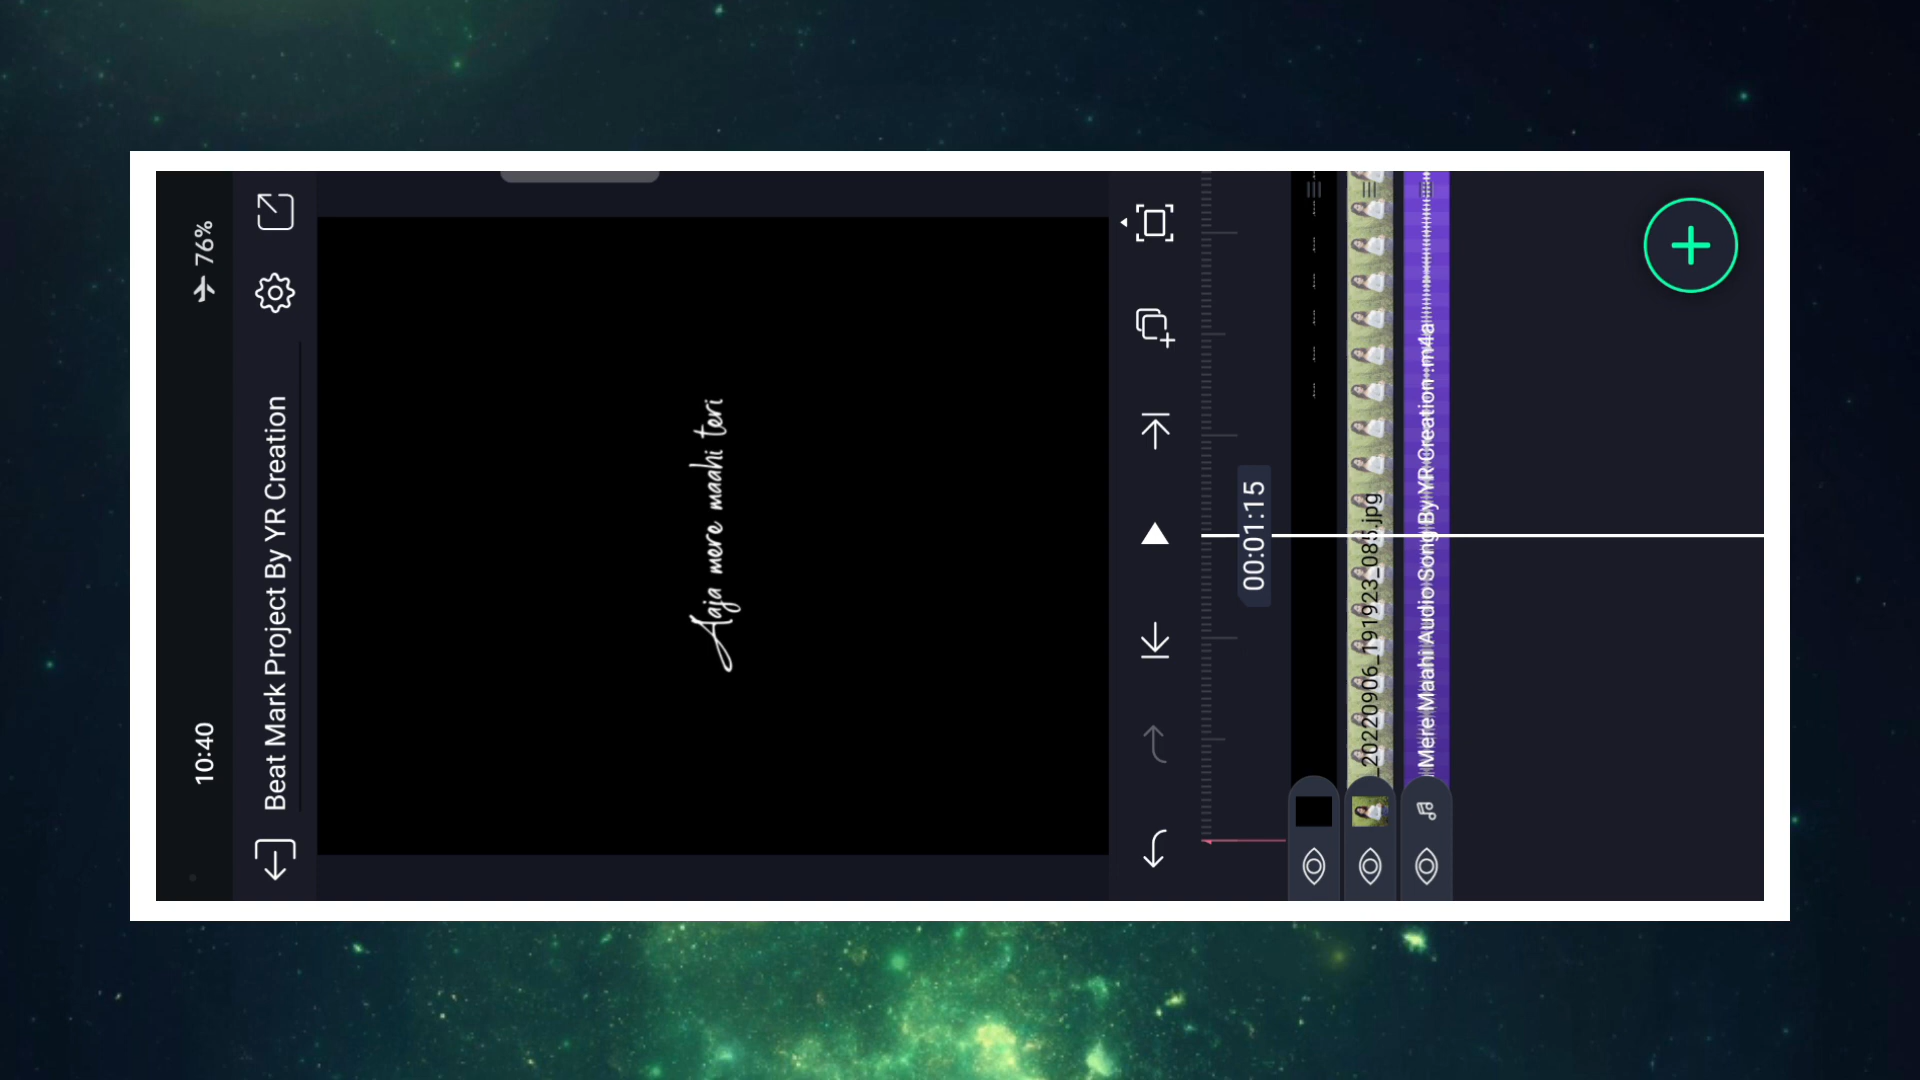 10:40
76%
Beat Mark Project By YR Creation
Aaja mere maahi teri
00:01:15
_20220906_191923_085.jpg
Mere Maahi Audio Song By YR Creation .m4a